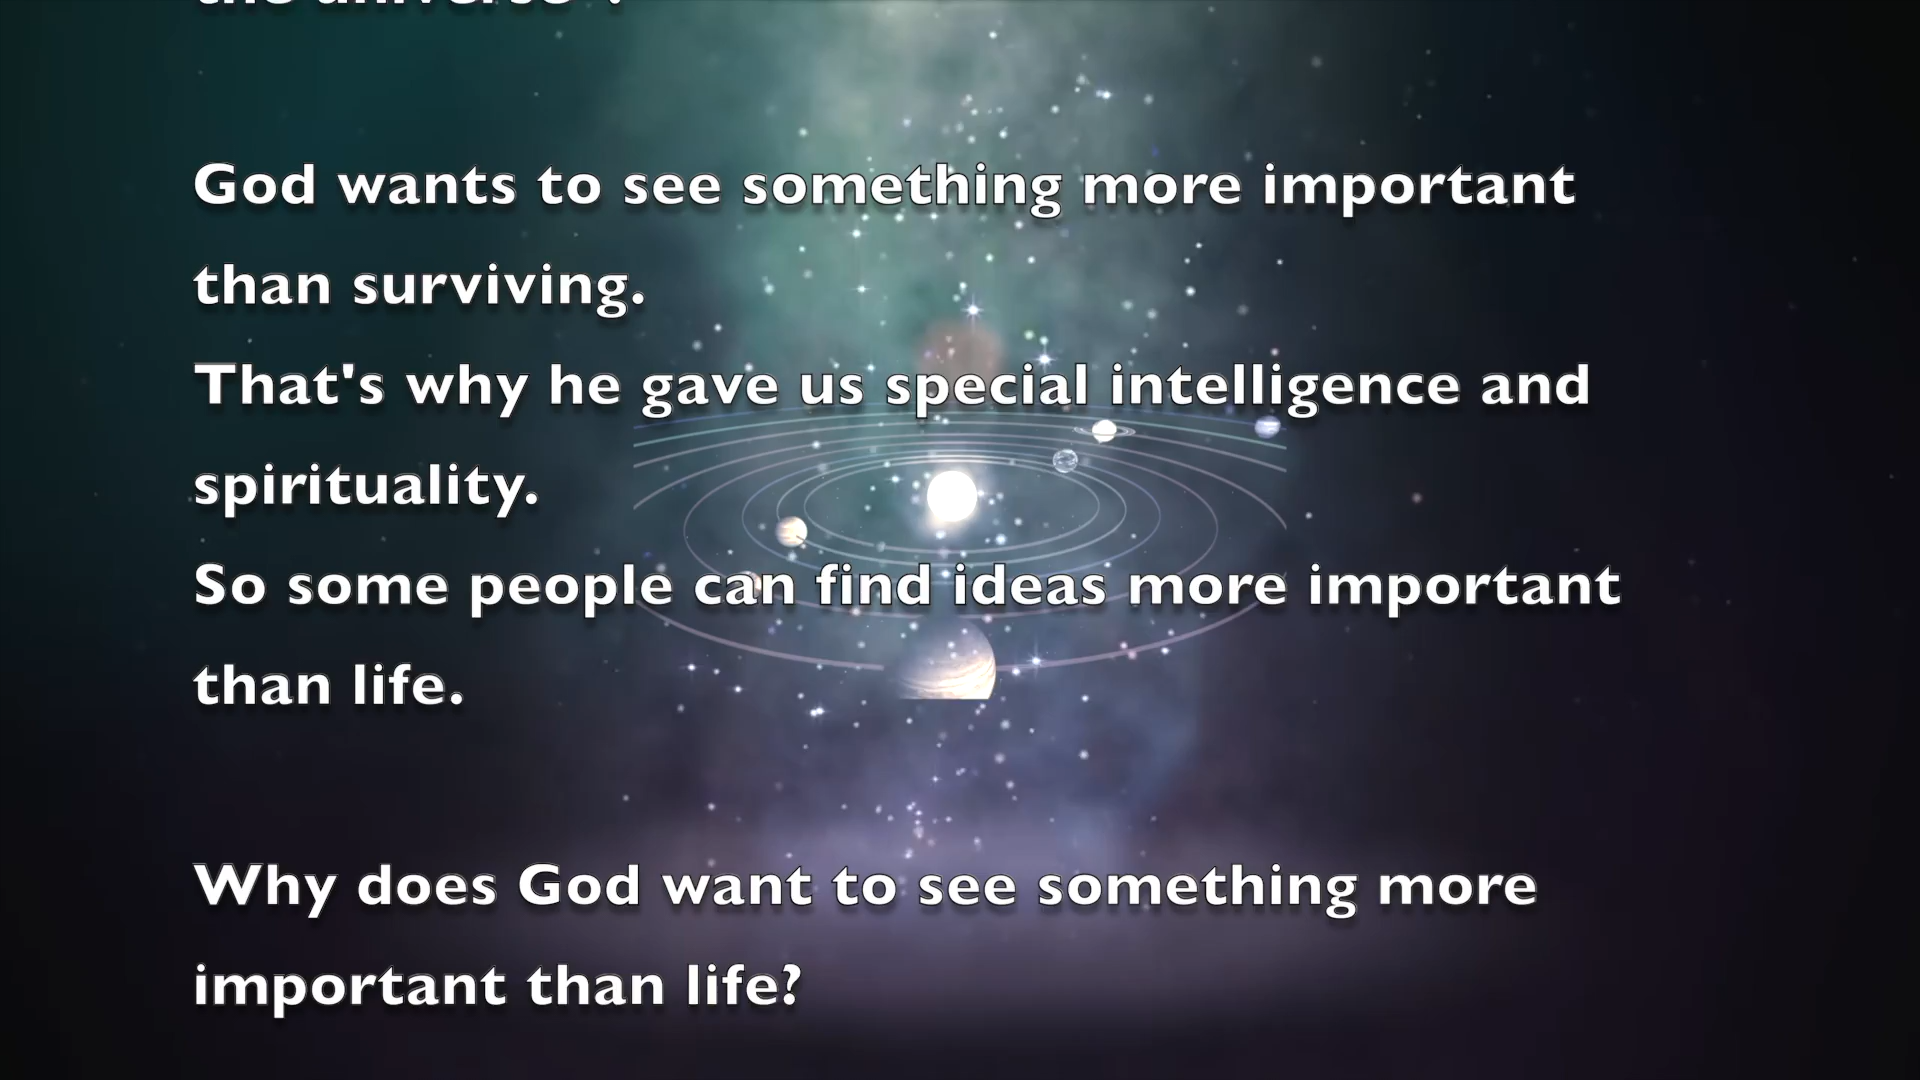 the universe".
God wants to see something more important
than surviving.
That's why he gave us special intelligence and
spirituality.
So some people can find ideas more important
than life.
Why does God want to see something more
important than life?